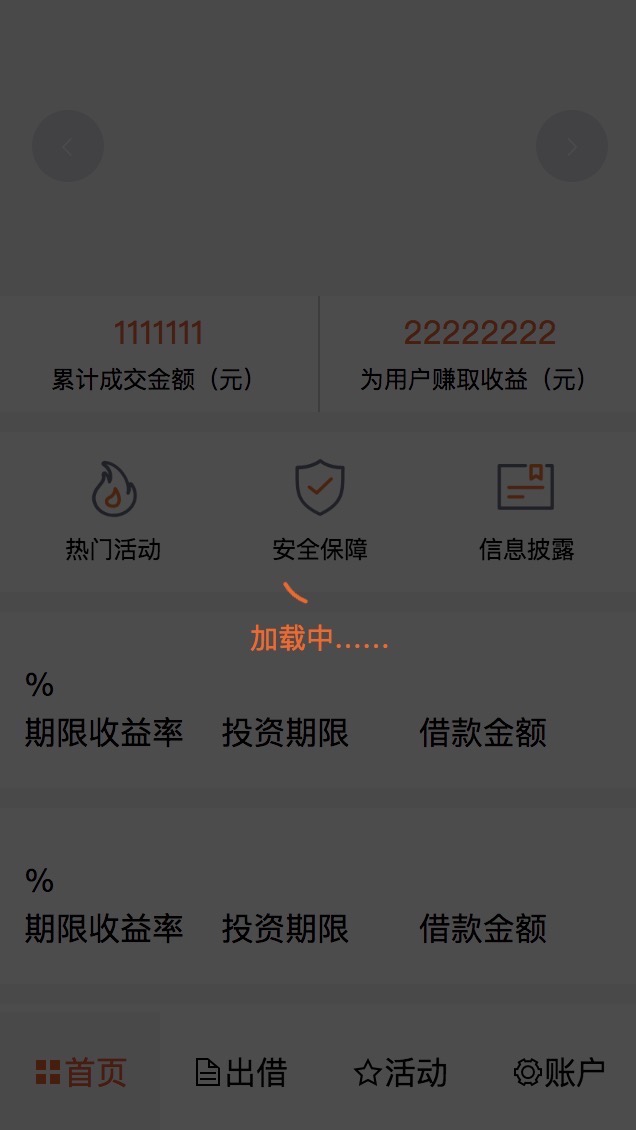 1111111 22222222
累计成交金额（元） 为用户赚取收益（元）
热门活动 安全保障 信息披露
加载中......
%
期限收益率 投资期限 借款金额
%
期限收益率 投资期限 借款金额
首页 出借 活动 账户